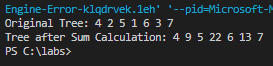 Engine-Error-klqdrvek.1eh' '--pid=Microsoft-M
Original Tree: 4 2 5 1 6 3 7
Tree after Sum Calculation: 4 9 5 22 6 13 7
PS C:\labs>